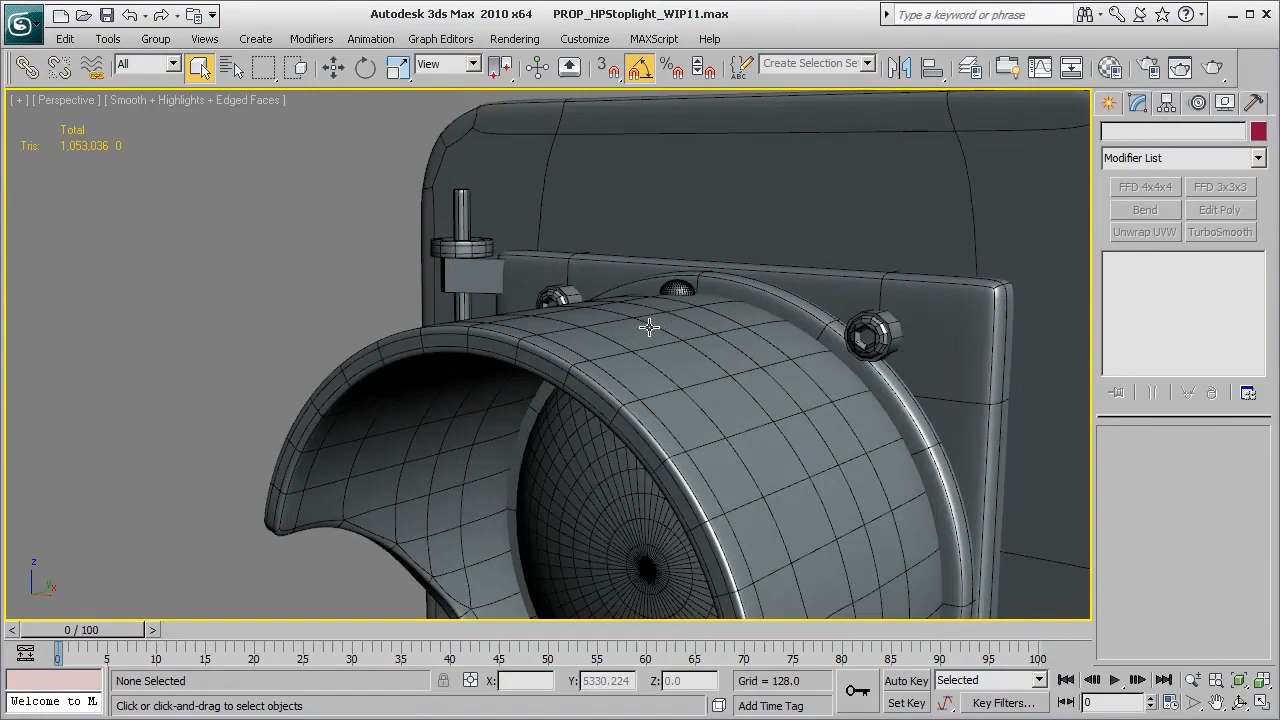 Autodesk 3ds Max 2010 x64 PROP_HPStoplight_WIP11.max
Type a keyword or phrase
Edit Tools Group Views Create Modifiers Animation Graph Editors Rendering Customize MAXScript Help
All
View
3
%
ABC
Create Selection Se
[ + ] [ Perspective ] [ Smooth + Highlights + Edged Faces ]
Total
Tris: 1,053,036 0
Modifier List
FFD 4x4x4 FFD 3x3x3
Bend Edit Poly
Unwrap UVW TurboSmooth
z
y
x
< 0 / 100 >
0 5 10 15 20 25 30 35 40 45 50 55 60 65 70 75 80 85 90 95 100
None Selected X: Y: 5330.224 Z: 0.0 Grid = 128.0 Auto Key Selected
Welcome to M Click or click-and-drag to select objects Add Time Tag Set Key Key Filters... 0